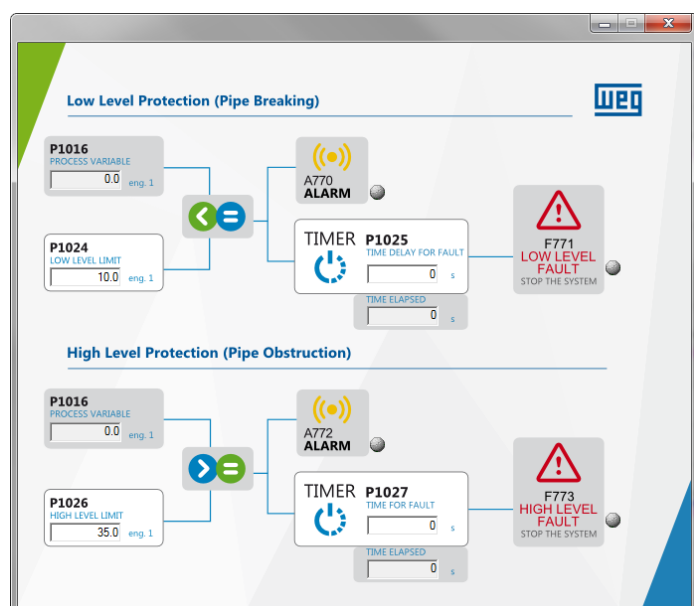 Low Level Protection (Pipe Breaking)
WEG
P1016
PROCESS VARIABLE
0.0 eng. 1
A770
ALARM
P1024
LOW LEVEL LIMIT
10.0 eng. 1
TIMER P1025
TIME DELAY FOR FAULT
0 s
TIME ELAPSED
0 s
F771
LOW LEVEL
FAULT
STOP THE SYSTEM
High Level Protection (Pipe Obstruction)
P1016
PROCESS VARIABLE
0.0 eng. 1
A772
ALARM
P1026
HIGH LEVEL LIMIT
35.0 eng. 1
TIMER P1027
TIME FOR FAULT
0 s
TIME ELAPSED
0 s
F773
HIGH LEVEL
FAULT
STOP THE SYSTEM